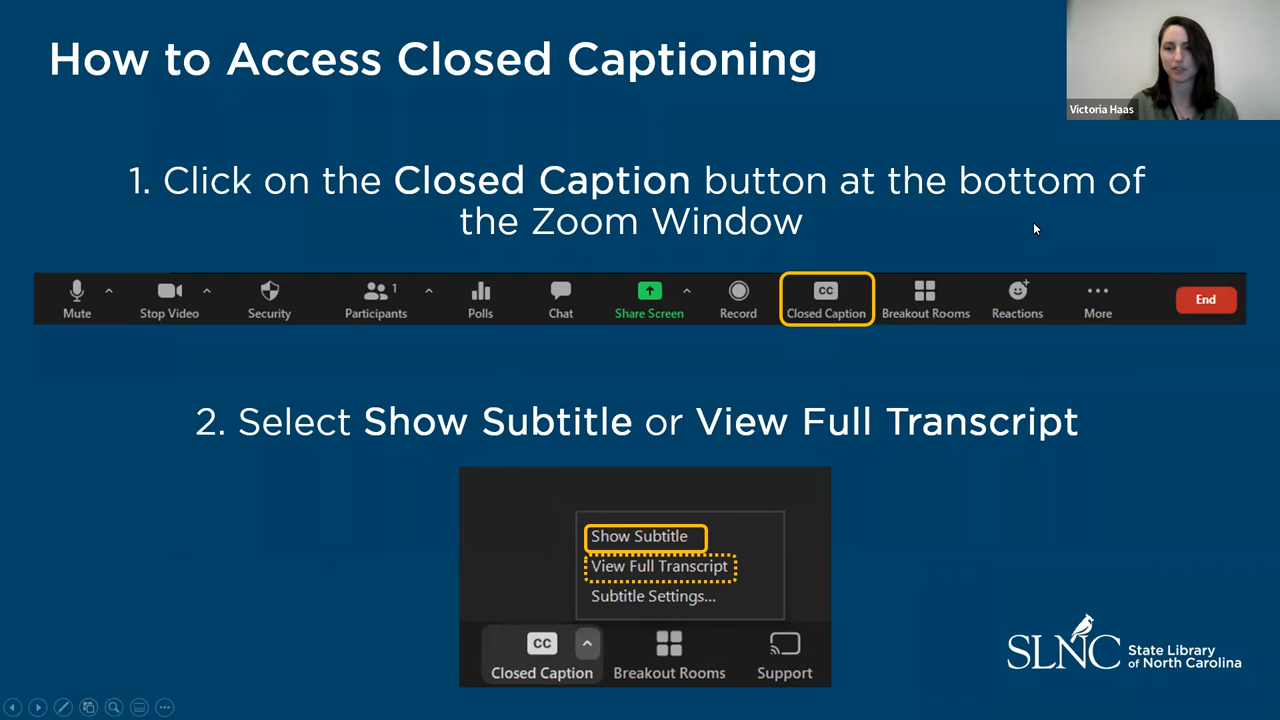 How to Access Closed Captioning
Victoria Haas
1. Click on the Closed Caption button at the bottom of
the Zoom Window
Mute
Stop Video
Security
1
Participants
Polls
Chat
Share Screen
Record
CC
Closed Caption
Breakout Rooms
Reactions
More
End
2. Select Show Subtitle or View Full Transcript
Show Subtitle
View Full Transcript
Subtitle Settings...
CC
Closed Caption
Breakout Rooms
Support
SLNC
State Library
of North Carolina